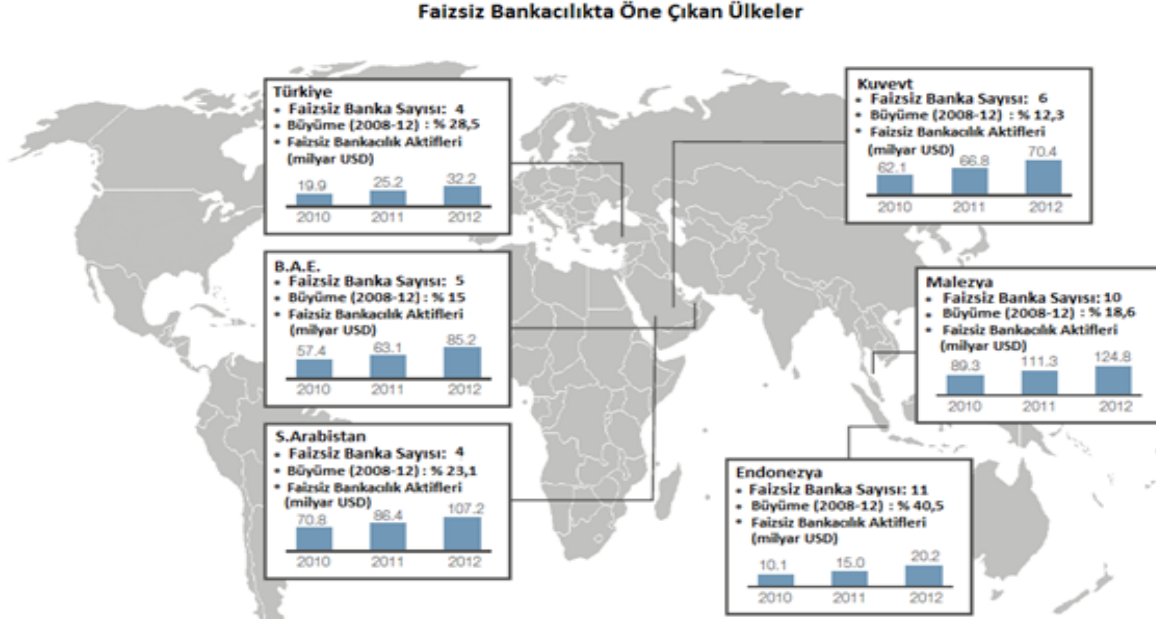 Faizsiz Bankacılıkta Öne Çıkan Ülkeler
Türkiye
• Faizsiz Banka Sayısı: 4
• Büyüme (2008-12) : % 28,5
• Faizsiz Bankacılık Aktifleri
(milyar USD)
19.9 25.2 32.2
2010 2011 2012
B.A.E.
• Faizsiz Banka Sayısı: 5
• Büyüme (2008-12) : % 15
• Faizsiz Bankacılık Aktifleri
(milyar USD)
57.4 63.1 85.2
2010 2011 2012
S.Arabistan
• Faizsiz Banka Sayısı: 4
• Büyüme (2008-12) : % 23,1
• Faizsiz Bankacılık Aktifleri
(milyar USD)
70.8 86.4 107.2
2010 2011 2012
Kuvevt
• Faizsiz Banka Sayısı: 6
• Büyüme (2008-12) : % 12,3
• Faizsiz Bankacılık Aktifleri
(milyar USD)
62.1 66.8 70.4
2010 2011 2012
Malezya
• Faizsiz Banka Sayısı: 10
• Büyüme (2008-12) : % 18,6
• Faizsiz Bankacılık Aktifleri
(milyar USD)
89.3 111.3 124.8
2010 2011 2012
Endonezya
• Faizsiz Banka Sayısı: 11
• Büyüme (2008-12) : % 40,5
• Faizsiz Bankacılık Aktifleri
(milyar USD)
10.1 15.0 20.2
2010 2011 2012